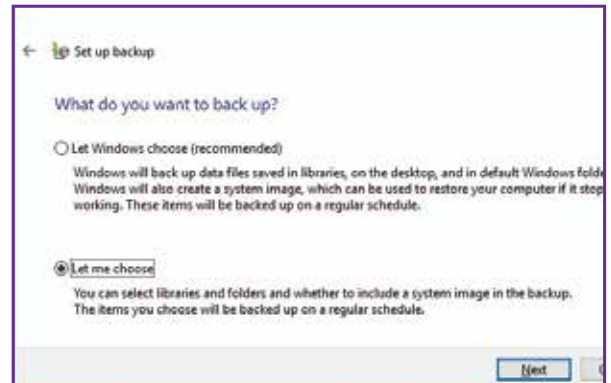 Set up backup
What do you want to back up?
Let Windows choose (recommended)
Windows will back up data files saved in libraries, on the desktop, and in default Windows folde
Windows will also create a system image, which can be used to restore your computer if it stop
working. These items will be backed up on a regular schedule.
Let me choose
You can select libraries and folders and whether to include a system image in the backup.
The items you choose will be backed up on a regular schedule.
Next